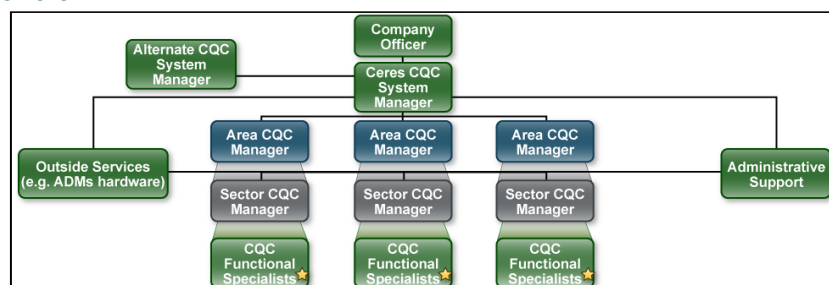 Company
Officer
Alternate CQC
System
Manager
Ceres CQC
System
Manager
Area CQC
Manager
Area CQC
Manager
Area CQC
Manager
Outside Services
(e.g. ADMs hardware)
Administrative
Support
Sector CQC
Manager
Sector CQC
Manager
Sector CQC
Manager
CQC
Functional
Specialists
CQC
Functional
Specialists
CQC
Functional
Specialists